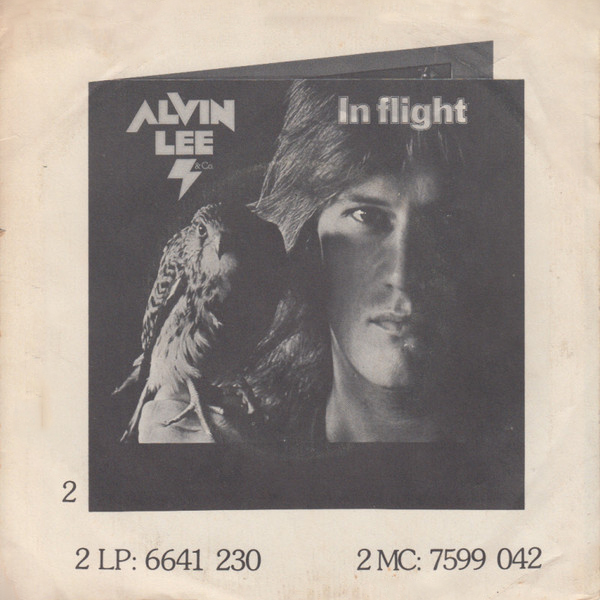 ALVIN
LEE
& Co.
In flight
2
2 LP: 6641 230
2 MC: 7599 042